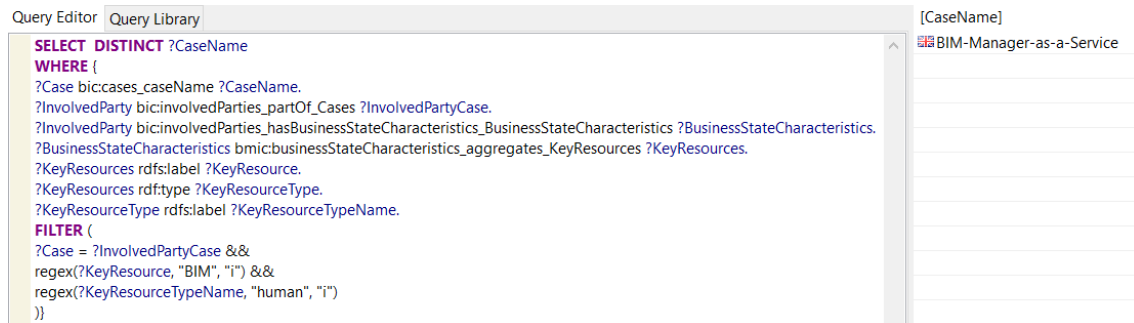 Query Editor Query Library
SELECT DISTINCT ?CaseName
WHERE {
?Case bic:cases_caseName ?CaseName.
?InvolvedParty bic:involvedParties_partOf_Cases ?InvolvedPartyCase.
?InvolvedParty bic:involvedParties_hasBusinessStateCharacteristics_BusinessStateCharacteristics ?BusinessStateCharacteristics.
?BusinessStateCharacteristics bmic:businessStateCharacteristics_aggregates_KeyResources ?KeyResources.
?KeyResources rdfs:label ?KeyResource.
?KeyResources rdf:type ?KeyResourceType.
?KeyResourceType rdfs:label ?KeyResourceTypeName.
FILTER (
?Case = ?InvolvedPartyCase &&
regex(?KeyResource, "BIM", "i") &&
regex(?KeyResourceTypeName, "human", "i")
)}
[CaseName]
BIM-Manager-as-a-Service